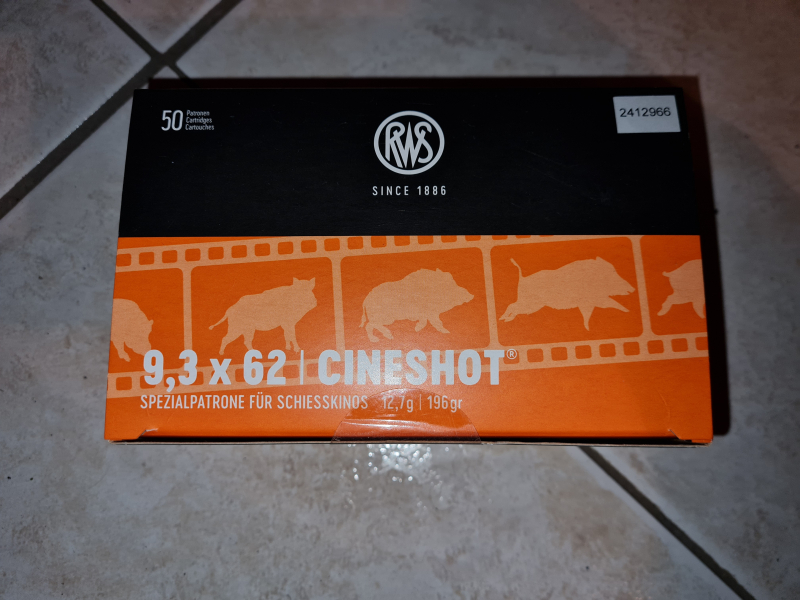 50 Patronen
Cartridges
Cartouches
2412966
RWS
SINCE 1886
9,3 x 62 | CINESHOT®
SPEZIALPATRONE FÜR SCHIESSKINOS 12,7g | 196gr